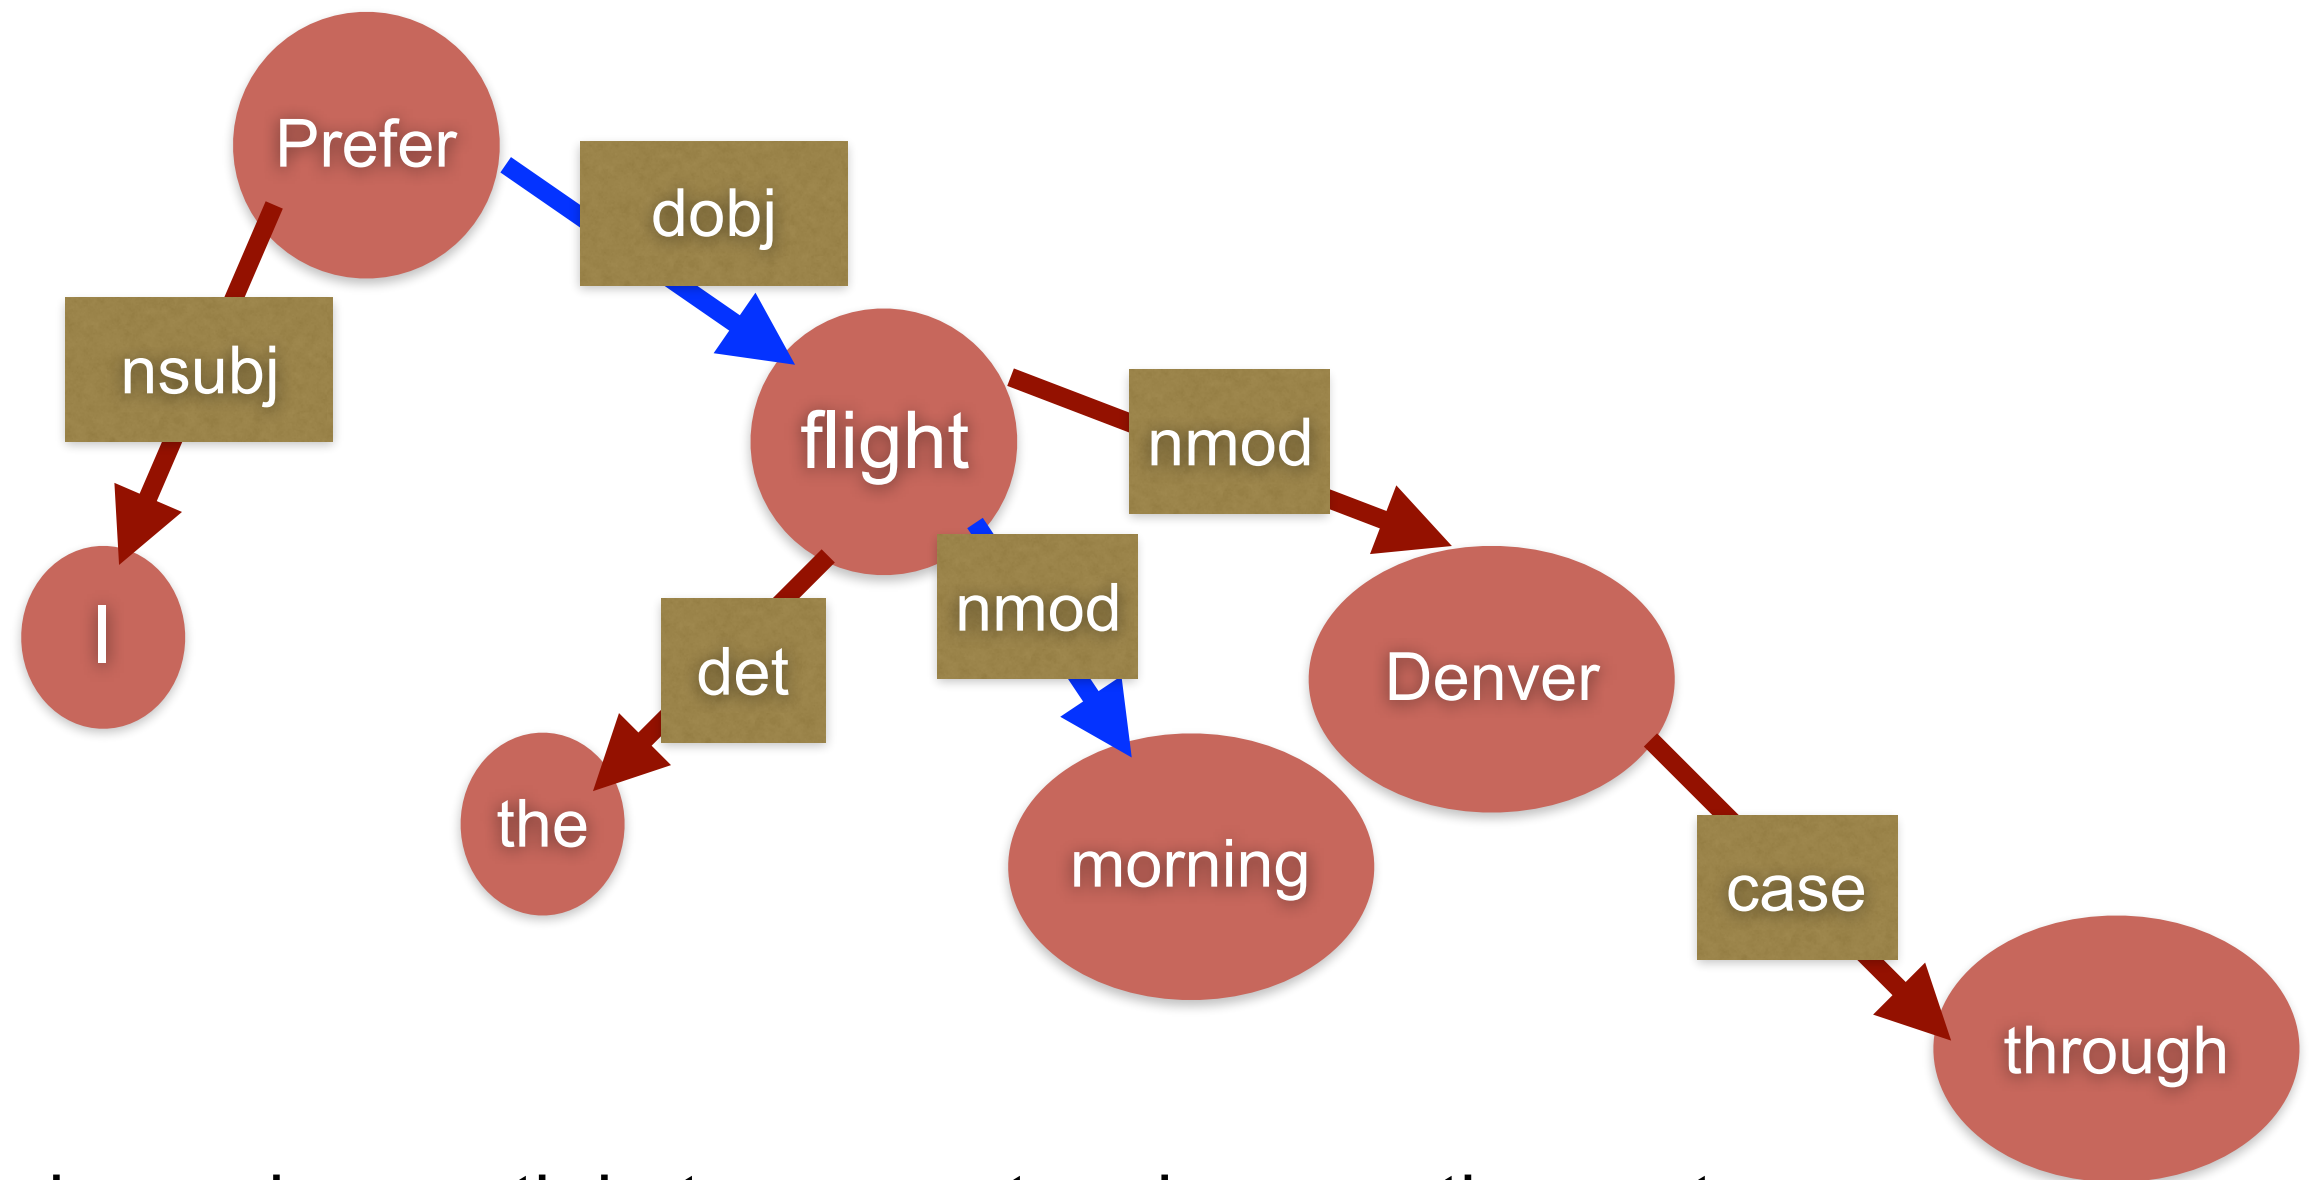 Prefer
dobj
nsubj
flight
nmod
nmod
I
det
Denver
the
morning
case
through